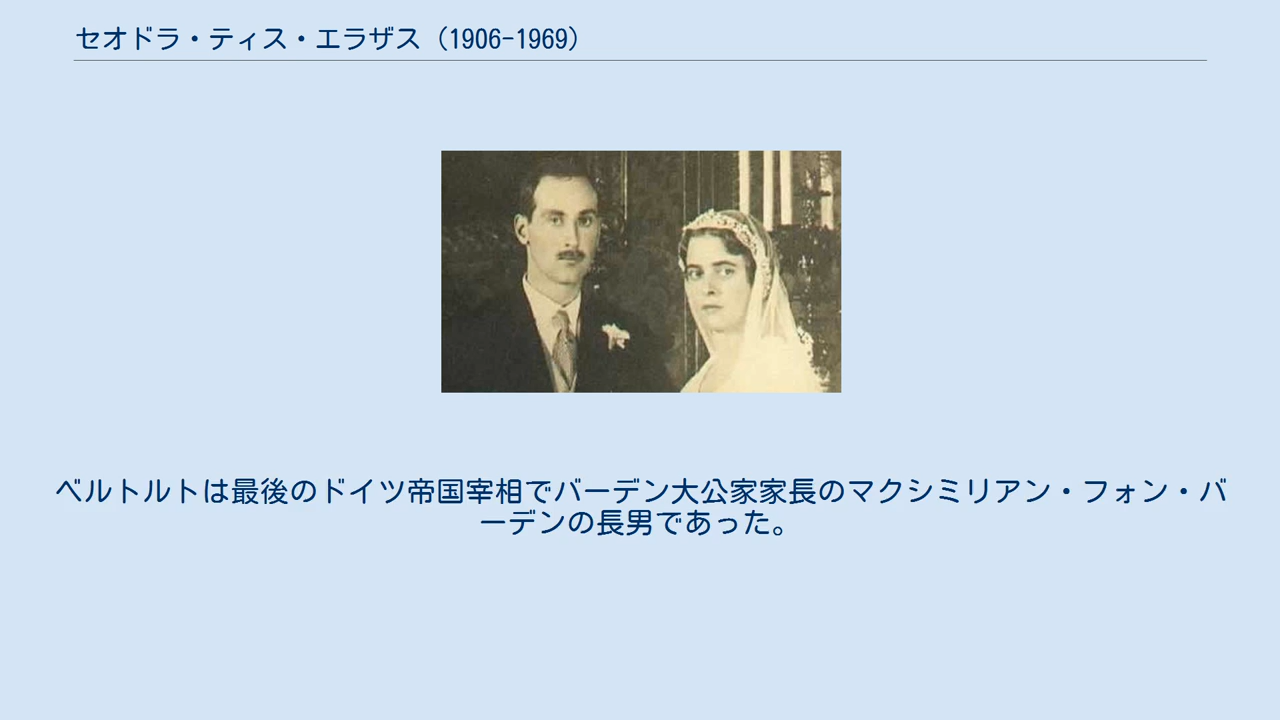 セオドラ・ティス・エラザス（1906-1969）
ベルトルトは最後のドイツ帝国宰相でバーデン大公家家長のマクシミリアン・フォン・バ
ーデンの長男であった。